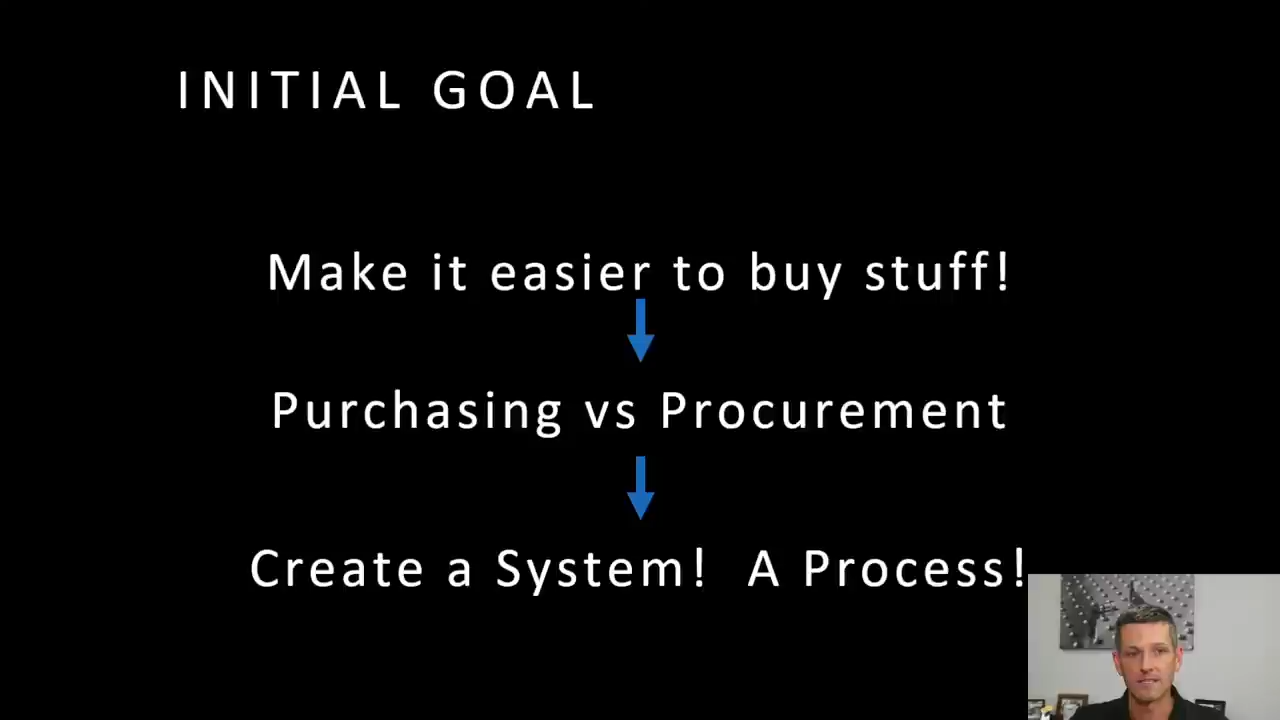 INITIAL GOAL
Make it easier to buy stuff!
Purchasing vs Procurement
Create a System! A Process!